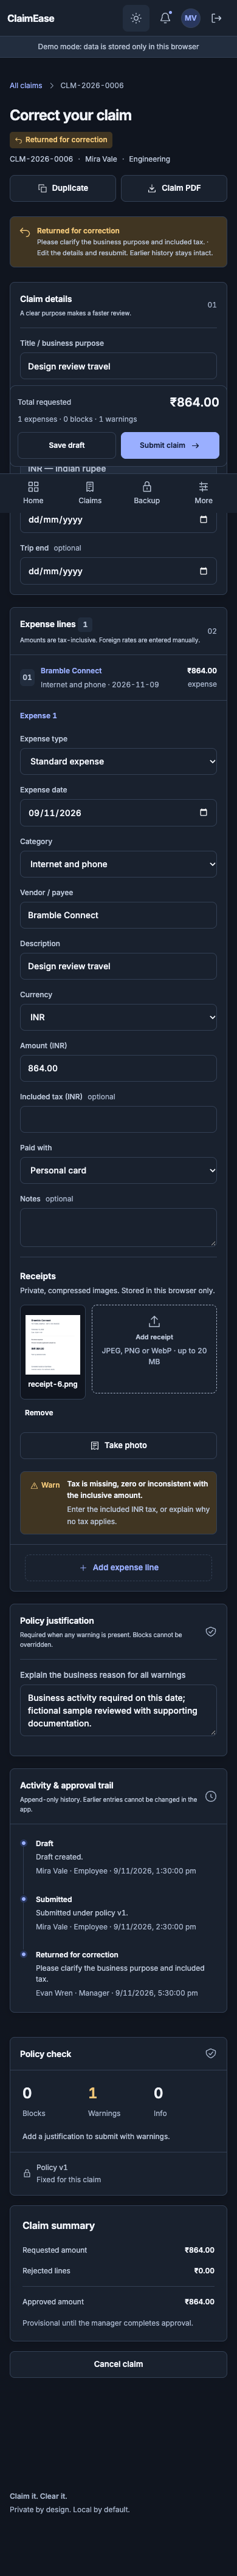 ClaimEase
MV
Demo mode: data is stored only in this browser
All claims > CLM-2026-0006
Correct your claim
Returned for correction
CLM-2026-0006 · Mira Vale · Engineering
Duplicate
Claim PDF
Returned for correction
Please clarify the business purpose and included tax. ·
Edit the details and resubmit. Earlier history stays intact.
Claim details
01
A clear purpose makes a faster review.
Title / business purpose
Design review travel
Total requested
₹864.00
1 expenses · 0 blocks · 1 warnings
Save draft
Submit claim →
INR — Indian rupee
Home
Claims
Backup
More
dd/mm/yyyy
Trip end optional
dd/mm/yyyy
Expense lines 1
02
Amounts are tax-inclusive. Foreign rates are entered manually.
01
Bramble Connect
₹864.00
Internet and phone · 2026-11-09
expense
Expense 1
Expense type
Standard expense
Expense date
09/11/2026
Category
Internet and phone
Vendor / payee
Bramble Connect
Description
Design review travel
Currency
INR
Amount (INR)
864.00
Included tax (INR) optional
Paid with
Personal card
Notes optional
Receipts
Private, compressed images. Stored in this browser only.
receipt-6.png
Add receipt
JPEG, PNG or WebP · up to 20
MB
Remove
Take photo
Warn
Tax is missing, zero or inconsistent with
the inclusive amount.
Enter the included INR tax, or explain why
no tax applies.
+ Add expense line
Policy justification
Required when any warning is present. Blocks cannot be
overridden.
Explain the business reason for all warnings
Business activity required on this date;
fictional sample reviewed with supporting
documentation.
Activity & approval trail
Append-only history. Earlier entries cannot be changed in the
app.
Draft
Draft created.
Mira Vale · Employee · 9/11/2026, 1:30:00 pm
Submitted
Submitted under policy v1.
Mira Vale · Employee · 9/11/2026, 2:30:00 pm
Returned for correction
Please clarify the business purpose and included
tax.
Evan Wren · Manager · 9/11/2026, 5:30:00 pm
Policy check
0
1
0
Blocks
Warnings
Info
Add a justification to submit with warnings.
Policy v1
Fixed for this claim
Claim summary
Requested amount
₹864.00
Rejected lines
₹0.00
Approved amount
₹864.00
Provisional until the manager completes approval.
Cancel claim
Claim it. Clear it.
Private by design. Local by default.